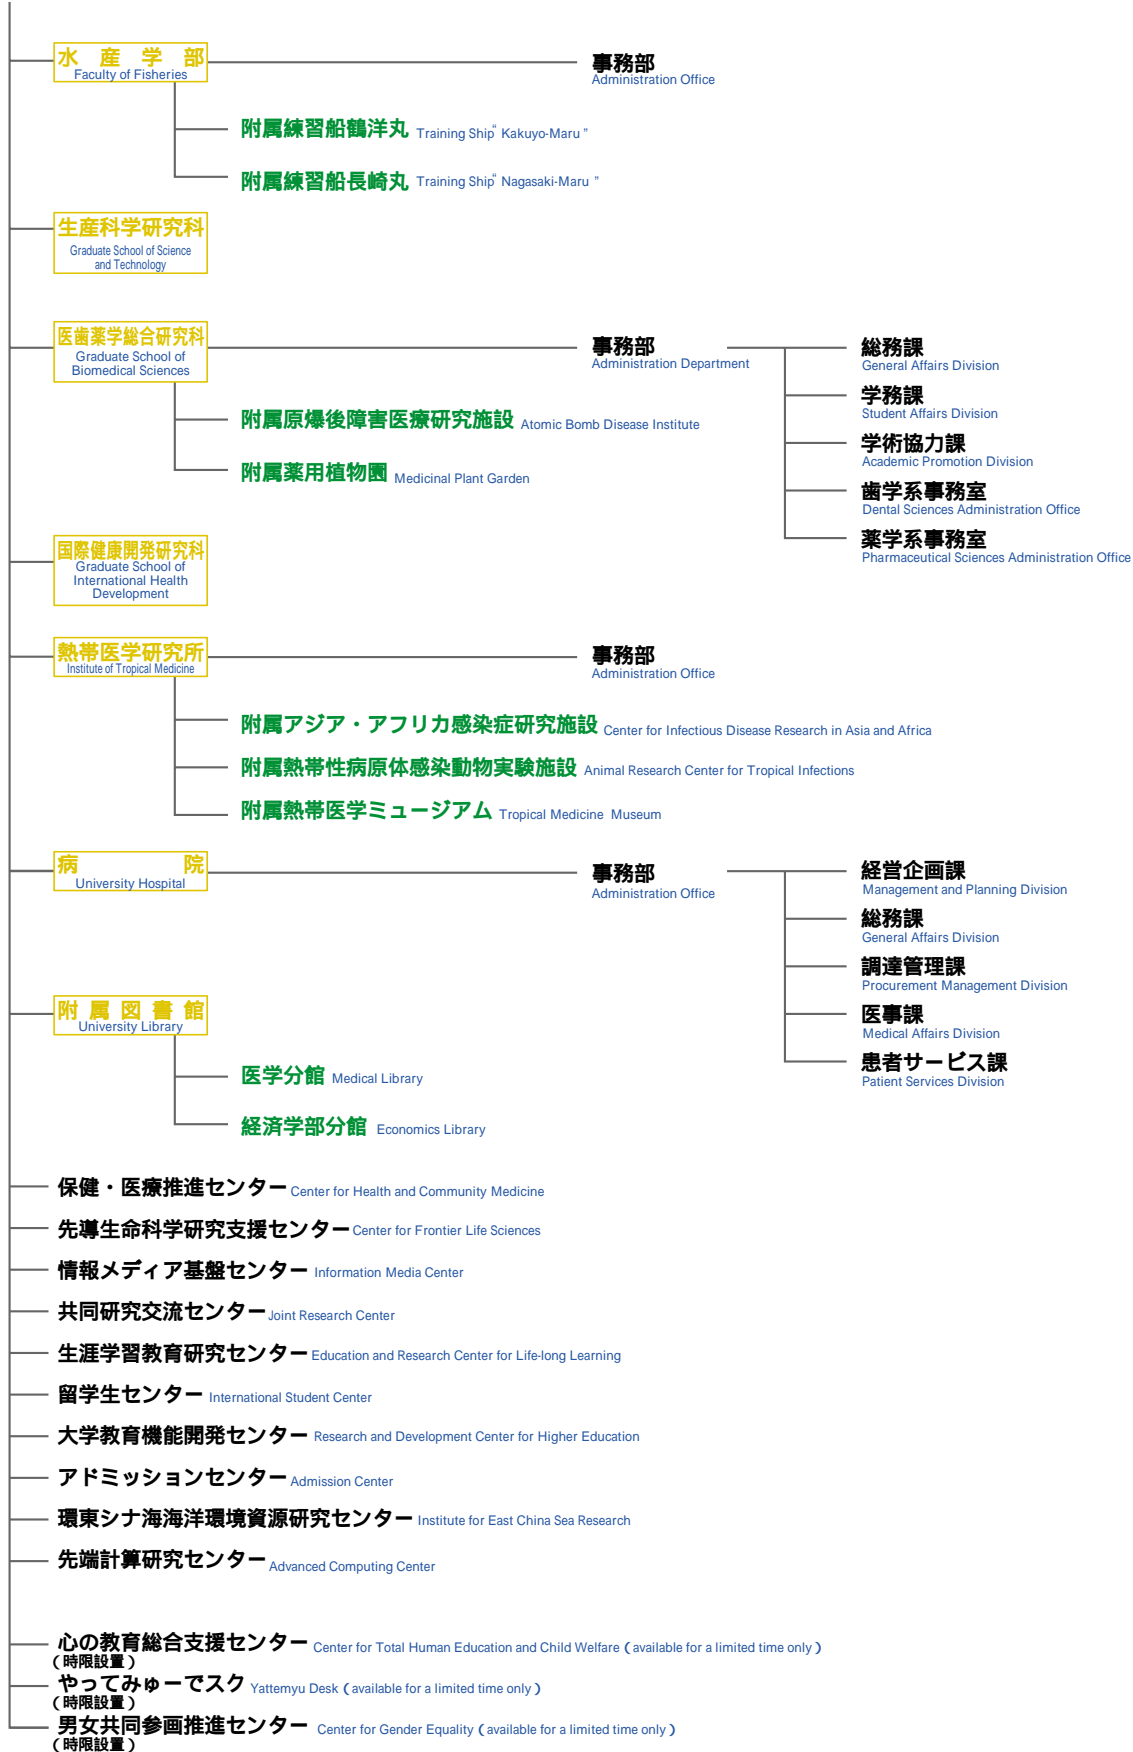 水産学部
Faculty of Fisheries
事務部
Administration Office
附属練習船鶴洋丸 Training Ship“ Kakuyo-Maru ”
附属練習船長崎丸 Training Ship“ Nagasaki-Maru ”
生産科学研究科
Graduate School of Science
and Technology
医歯薬学総合研究科
Graduate School of
Biomedical Sciences
事務部
Administration Department
総務課
General Affairs Division
学務課
Student Affairs Division
学術協力課
Academic Promotion Division
歯学系事務室
Dental Sciences Administration Office
薬学系事務室
Pharmaceutical Sciences Administration Office
附属原爆後障害医療研究施設 Atomic Bomb Disease Institute
附属薬用植物園 Medicinal Plant Garden
国際健康開発研究科
Graduate School of
International Health
Development
熱帯医学研究所
Institute of Tropical Medicine
事務部
Administration Office
附属アジア・アフリカ感染症研究施設 Center for Infectious Disease Research in Asia and Africa
附属熱帯性病原体感染動物実験施設 Animal Research Center for Tropical Infections
附属熱帯医学ミュージアム Tropical Medicine Museum
病院
University Hospital
事務部
Administration Office
経営企画課
Management and Planning Division
総務課
General Affairs Division
調達管理課
Procurement Management Division
医事課
Medical Affairs Division
患者サービス課
Patient Services Division
附属図書館
University Library
医学分館 Medical Library
経済学部分館 Economics Library
保健・医療推進センター Center for Health and Community Medicine
先導生命科学研究支援センター Center for Frontier Life Sciences
情報メディア基盤センター Information Media Center
共同研究交流センター Joint Research Center
生涯学習教育研究センター Education and Research Center for Life-long Learning
留学生センター International Student Center
大学教育機能開発センター Research and Development Center for Higher Education
アドミッションセンター Admission Center
環東シナ海海洋環境資源研究センター Institute for East China Sea Research
先端計算研究センター Advanced Computing Center
心の教育総合支援センター Center for Total Human Education and Child Welfare（available for a limited time only）
（時限設置）
やってみゅーでスク Yattemyu Desk（available for a limited time only）
（時限設置）
男女共同参画推進センター Center for Gender Equality（available for a limited time only）
（時限設置）